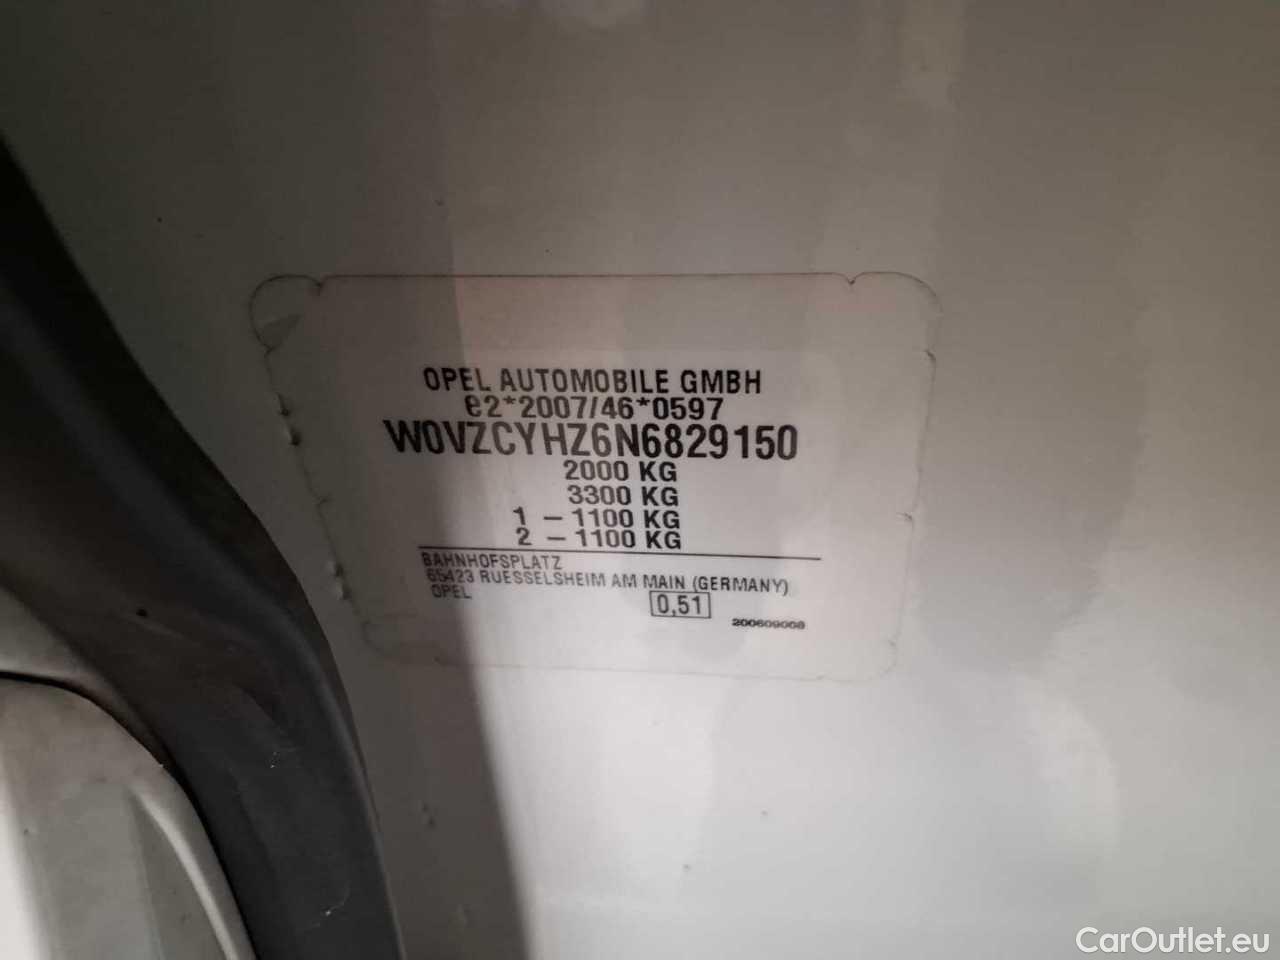 OPEL AUTOMOBILE GMBH
e2*2007/46*0597
W0VZCYHZ6N6829150
2000 KG
3300 KG
1 – 1100 KG
2 – 1100 KG
BAHNHOFSPLATZ
65423 RUESSELSHEIM AM MAIN (GERMANY)
OPEL
0,51
200609008
CarOutlet.eu